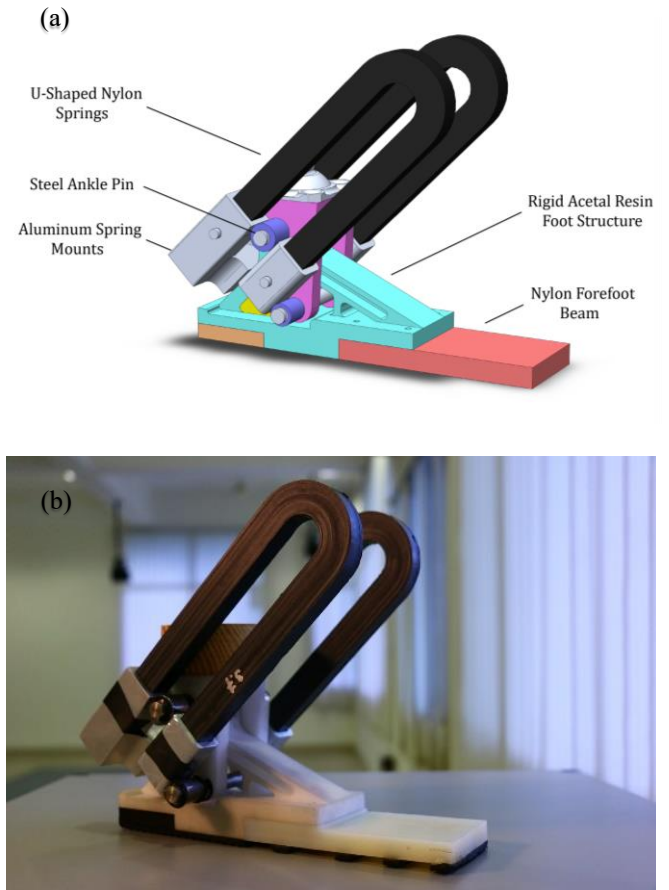 (a)
U-Shaped Nylon
Springs
Steel Ankle Pin
Aluminum Spring
Mounts
Rigid Acetal Resin
Foot Structure
Nylon Forefoot
Beam
(b)